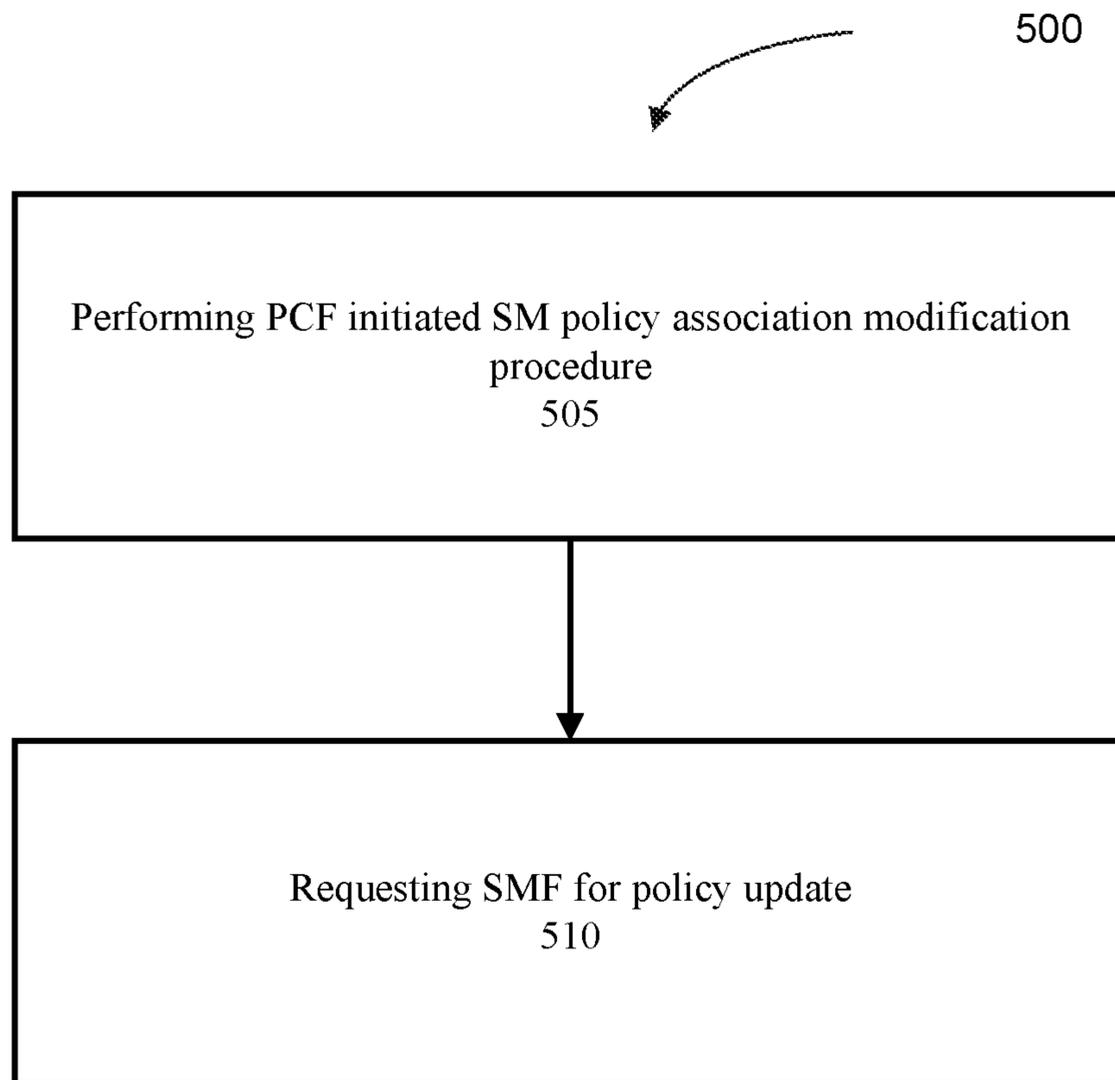 500
Performing PCF initiated SM policy association modification
procedure
505
Requesting SMF for policy update
510